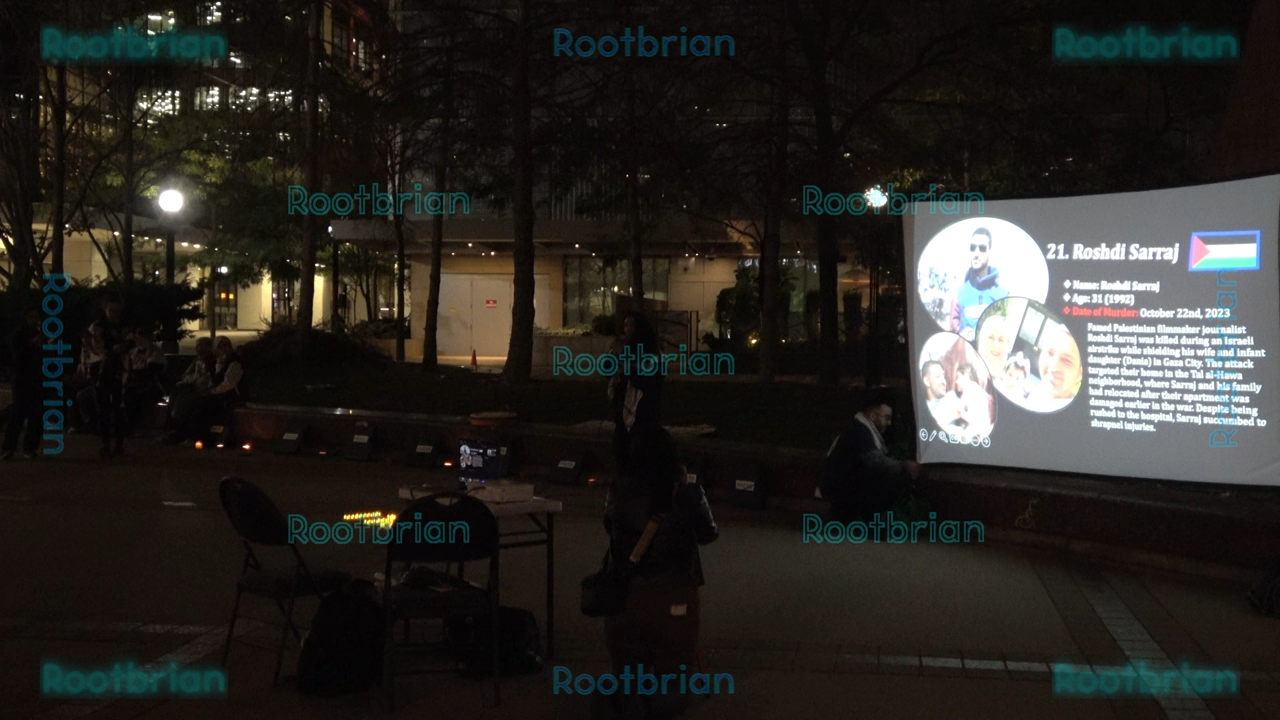 Rootbrian
Rootbrian
Rootbrian
Rootbrian
Rootbrian
21. Roshdi Sarraj
❖ Name: Roshdi Sarraj
❖ Age: 31 (1992)
❖ Date of Murder: October 22nd, 2023
Famed Palestinian filmmaker journalist
Roshdi Sarraj was killed during an Israeli
airstrike while shielding his wife and infant
daughter (Dania) in Gaza City. The attack
targeted their home in the Tal al-Hawa
neighborhood, where Sarraj and his family
had relocated after their apartment was
damaged earlier in the war. Despite being
rushed to the hospital, Sarraj succumbed to
shrapnel injuries.
Rootbrian
Rootbrian
Rootbrian
Rootbrian
Rootbrian
Rootbrian
Rootbrian
Rootbrian